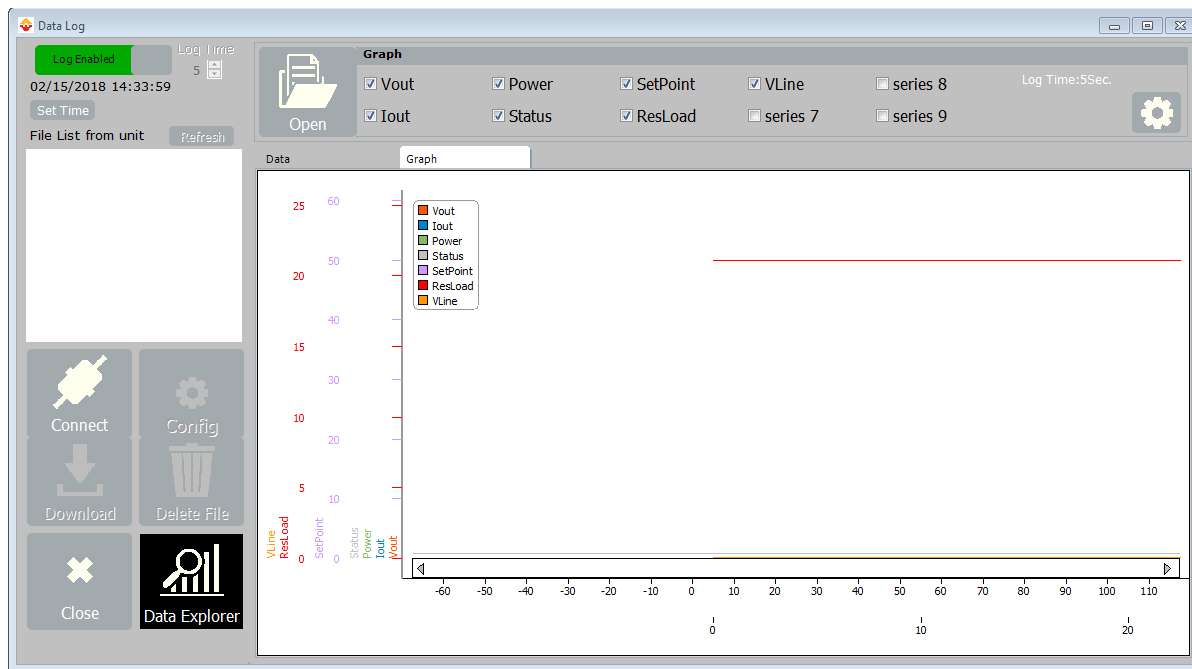 Data Log
Log Enabled
Log Time
5
02/15/2018 14:33:59
Set Time
File List from unit
Refresh
Connect
Config
Download
Delete File
Close
Data Explorer
Open
Graph
Vout
Power
SetPoint
VLine
series 8
Iout
Status
ResLoad
series 7
series 9
Log Time:5Sec.
Data
Graph
25
20
15
10
5
0
60
50
40
30
20
10
0
VLine
ResLoad
SetPoint
Status
Power
Iout
Vout
Vout
Iout
Power
Status
SetPoint
ResLoad
VLine
-60 -50 -40 -30 -20 -10 0 10 20 30 40 50 60 70 80 90 100 110
0 10 20